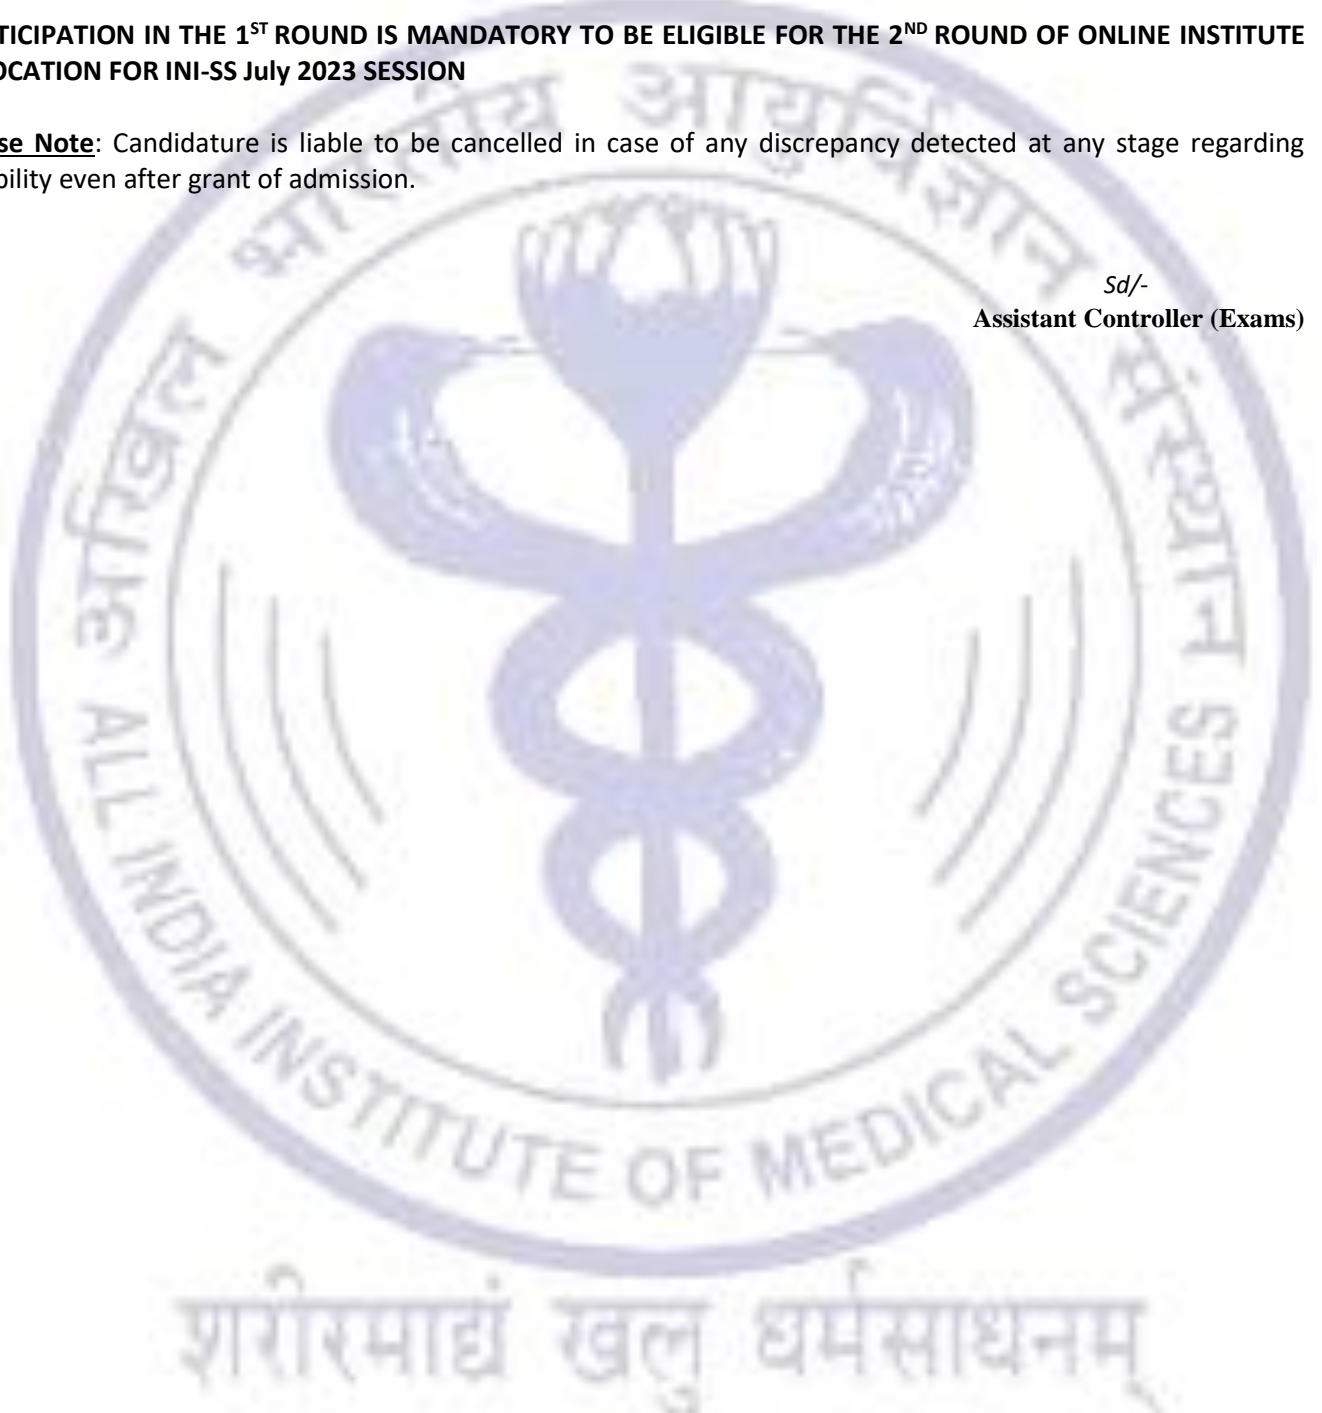 TICIPATION IN THE 1ST ROUND IS MANDATORY TO BE ELIGIBLE FOR THE 2ND ROUND OF ONLINE INSTITUTE
OCATION FOR INI-SS July 2023 SESSION
se Note: Candidature is liable to be cancelled in case of any discrepancy detected at any stage regarding
bility even after grant of admission.
Sd/-
Assistant Controller (Exams)
अखिल भारतीय आयुर्विज्ञान संस्थान
ALL INDIA INSTITUTE OF MEDICAL SCIENCES
शरीरमाद्यं खलु धर्मसाधनम्